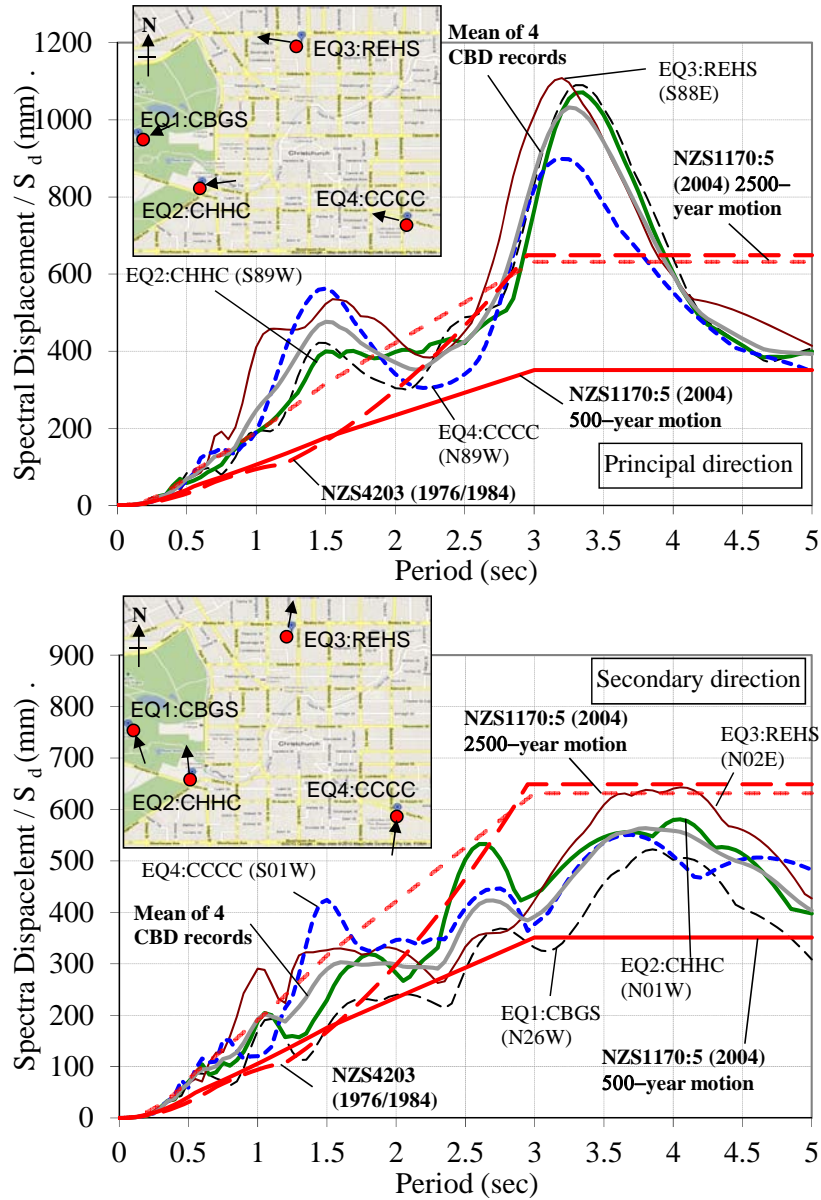 Spectral Displacement / S d (mm) .
1200
1000
800
600
400
200
0
N
EQ3:REHS
EQ1:CBGS
Christchurch
EQ2:CHHC
EQ4:CCCC
Mean of 4
CBD records
EQ3:REHS
(S88E)
NZS1170:5
(2004) 2500–
year motion
EQ2:CHHC (S89W)
NZS1170:5 (2004)
500–year motion
EQ4:CCCC
(N89W)
NZS4203 (1976/1984)
Principal direction
0 0.5 1 1.5 2 2.5 3 3.5 4 4.5 5
Period (sec)
Spectra Dispacelemt / S d (mm) .
900
800
700
600
500
400
300
200
100
0
N
EQ3:REHS
EQ1:CBGS
Christchurch
EQ2:CHHC
EQ4:CCCC
Secondary direction
NZS1170:5 (2004)
2500–year motion
EQ3:REHS
(N02E)
EQ4:CCCC (S01W)
Mean of 4
CBD records
EQ2:CHHC
(N01W)
EQ1:CBGS
(N26W)
NZS4203
(1976/1984)
NZS1170:5 (2004)
500–year motion
0 0.5 1 1.5 2 2.5 3 3.5 4 4.5 5
Period (sec)